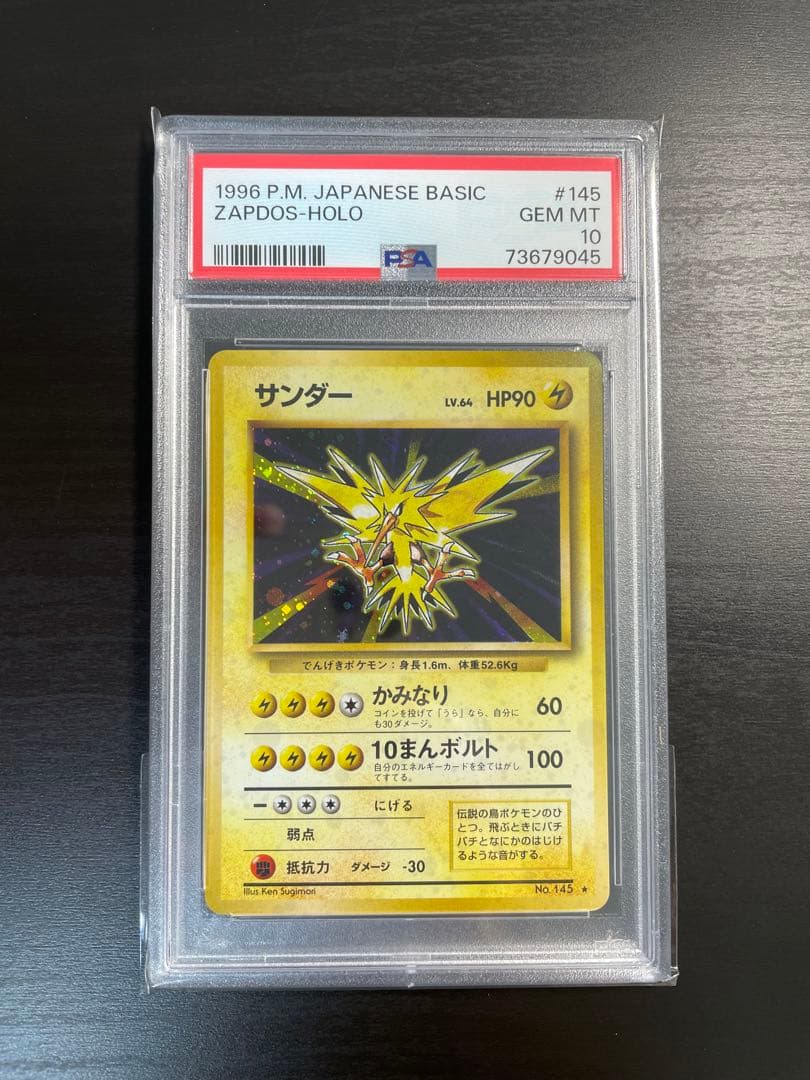 1996 P.M. JAPANESE BASIC #145
ZAPDOS-HOLO GEM MT
10
PSA
73679045
サンダー LV.64 HP90
でんげきポケモン：身長1.6m、体重52.6Kg
かみなり 60
コインを投げて「うら」なら、自分に
も30ダメージ。
10まんボルト 100
自分のエネルギーカードを全てはがし
てすてる。
にげる
弱点
抵抗力 ダメージ -30
伝説の鳥ポケモンのひ
とつ。飛ぶときにパチ
パチとなにかのはじけ
るような音がする。
Illus. Ken Sugimori No. 145 ★